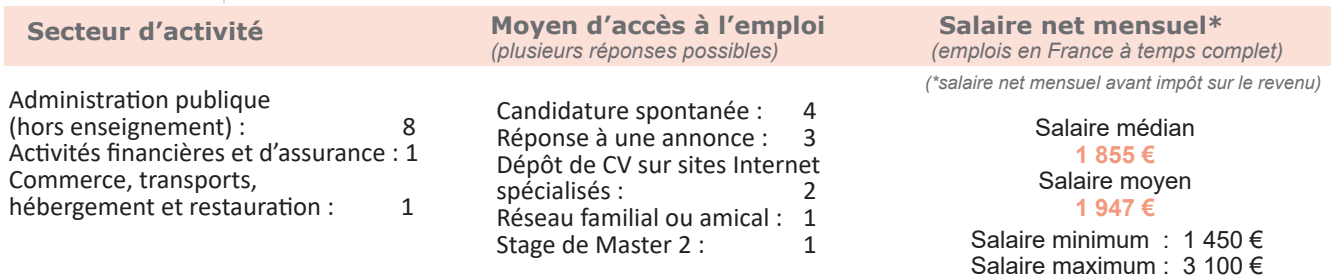 Secteur d’activité
Administration publique
(hors enseignement) : 8
Activités financières et d’assurance : 1
Commerce, transports,
hébergement et restauration : 1
Moyen d’accès à l’emploi
(plusieurs réponses possibles)
Candidature spontanée : 4
Réponse à une annonce : 3
Dépôt de CV sur sites Internet
spécialisés : 2
Réseau familial ou amical : 1
Stage de Master 2 : 1
Salaire net mensuel*
(emplois en France à temps complet)
(*salaire net mensuel avant impôt sur le revenu)
Salaire médian
1 855 €
Salaire moyen
1 947 €
Salaire minimum : 1 450 €
Salaire maximum : 3 100 €